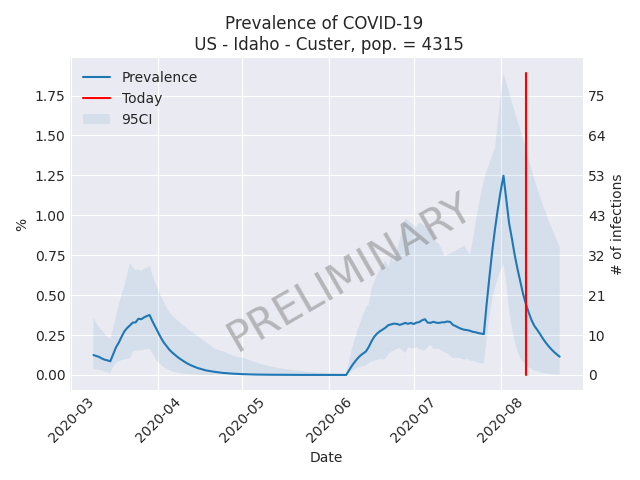 Prevalence of COVID-19
US - Idaho - Custer, pop. = 4315
Prevalence
Today
95CI
PRELIMINARY
%
1.75
1.50
1.25
1.00
0.75
0.50
0.25
0.00
75
64
53
43
32
21
10
0
# of infections
2020-03
2020-04
2020-05
2020-06
2020-07
2020-08
Date